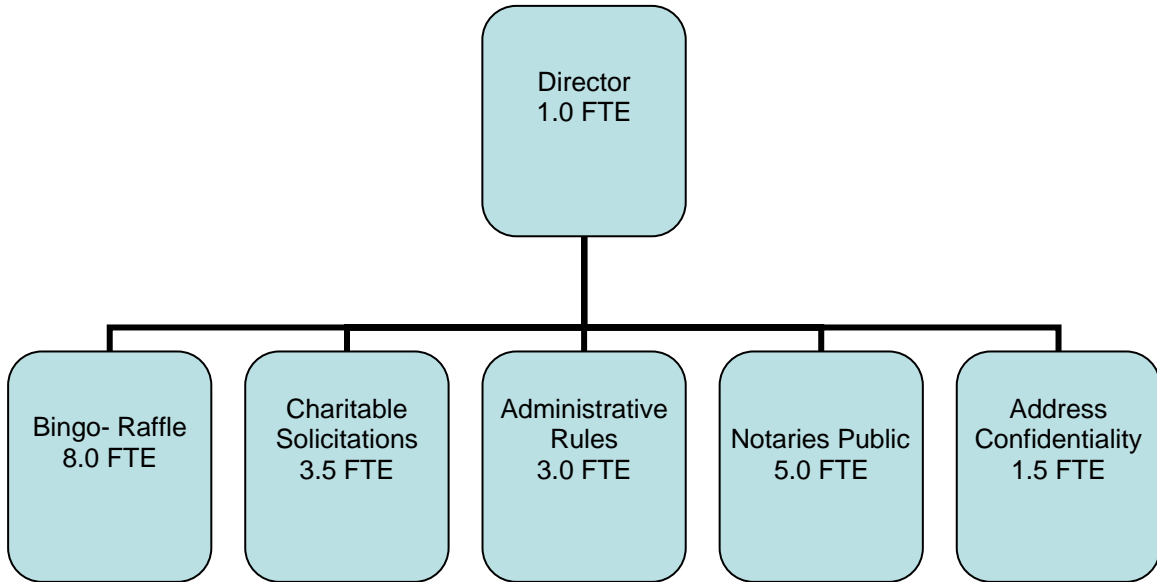 Director
1.0 FTE
Bingo- Raffle
8.0 FTE
Charitable
Solicitations
3.5 FTE
Administrative
Rules
3.0 FTE
Notaries Public
5.0 FTE
Address
Confidentiality
1.5 FTE